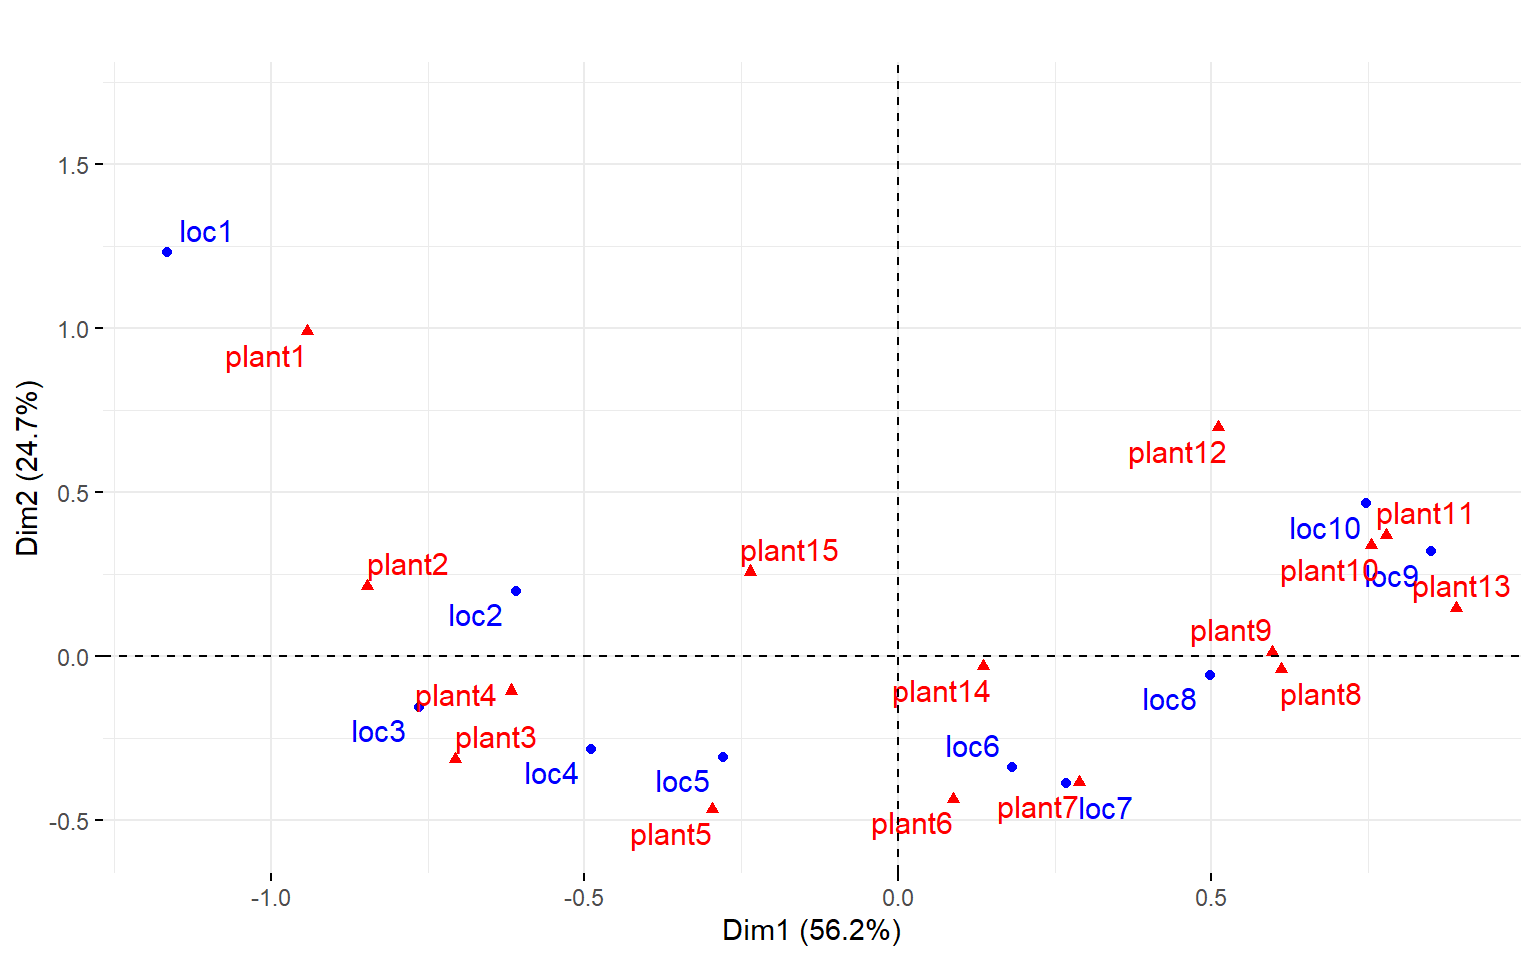 1.5
1.0
0.5
0.0
-0.5
Dim2 (24.7%)
loc1
plant1
plant12
plant11
loc10
plant15
plant2
plant10
loc9
plant13
loc2
plant9
plant4
plant14
plant8
loc8
loc3
plant3
loc6
loc4
loc5
plant7
loc7
plant6
plant5
-1.0
-0.5
0.0
0.5
Dim1 (56.2%)